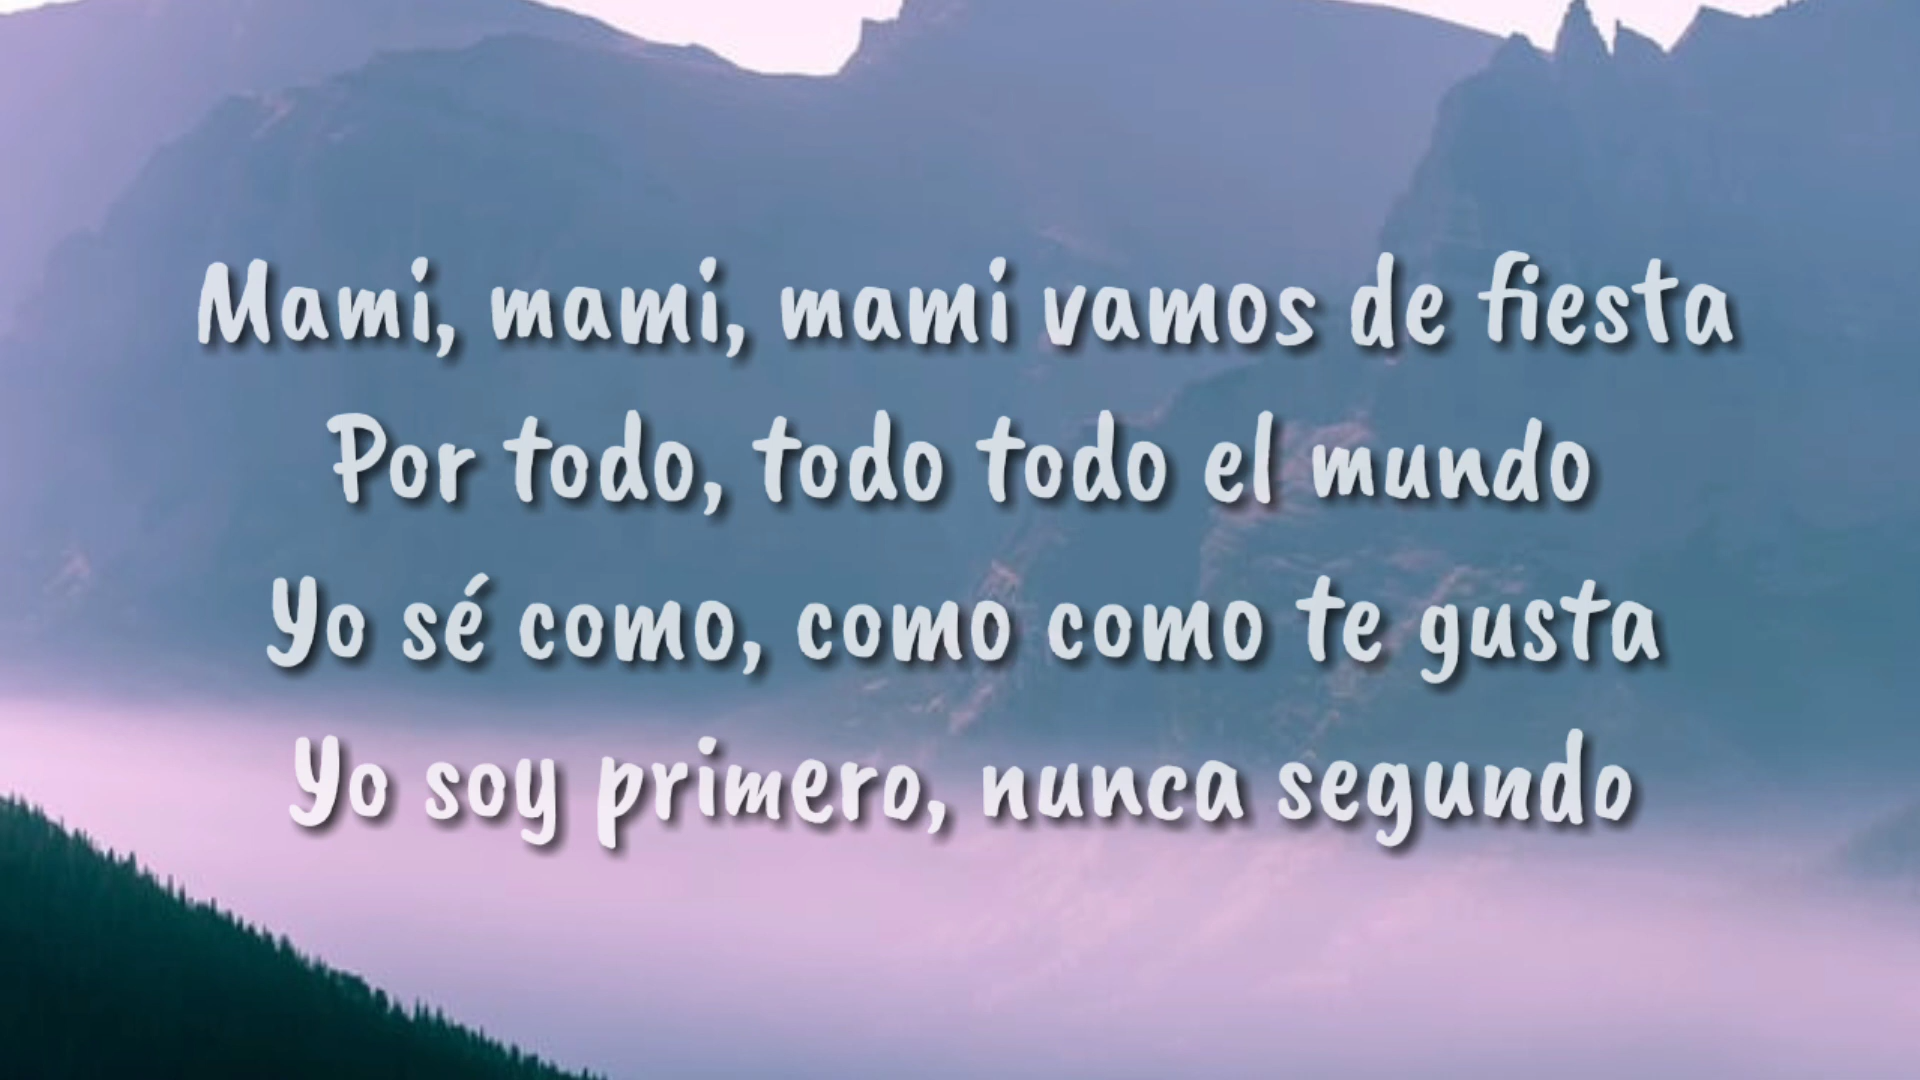 Mami, mami, mami vamos de fiesta
Por todo, todo todo el mundo
Yo sé como, como como te gusta
Yo soy primero, nunca segundo